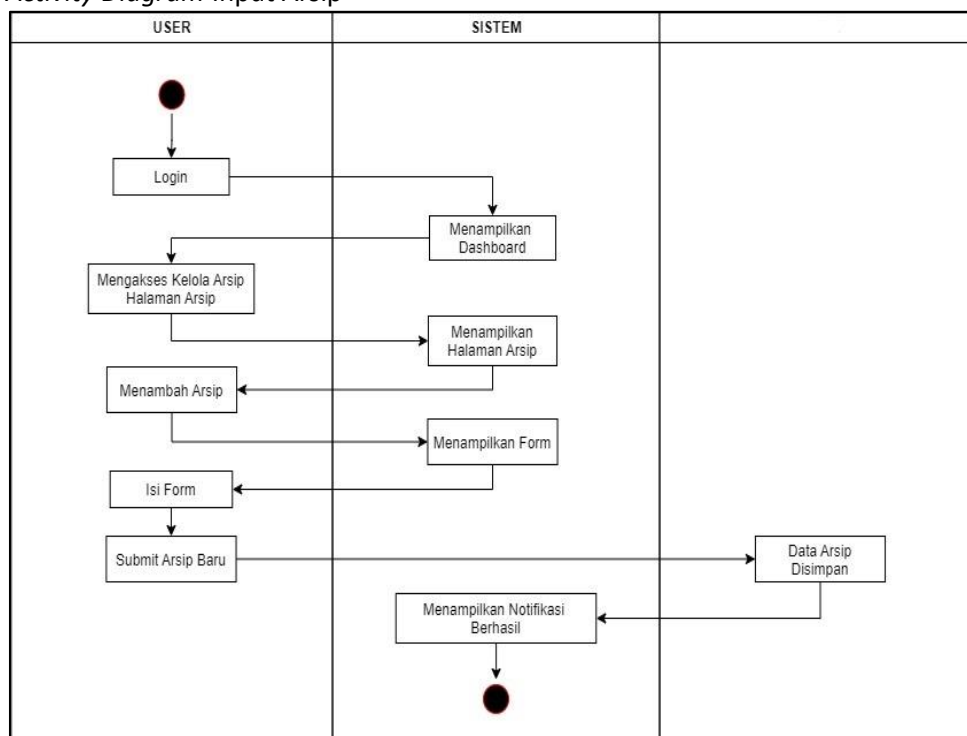 Activity Diagram Input Arsip
USER
SISTEM
Login
Menampilkan
Dashboard
Mengakses Kelola Arsip
Halaman Arsip
Menampilkan
Halaman Arsip
Menambah Arsip
Menampilkan Form
Isi Form
Submit Arsip Baru
Data Arsip
Disimpan
Menampilkan Notifikasi
Berhasil